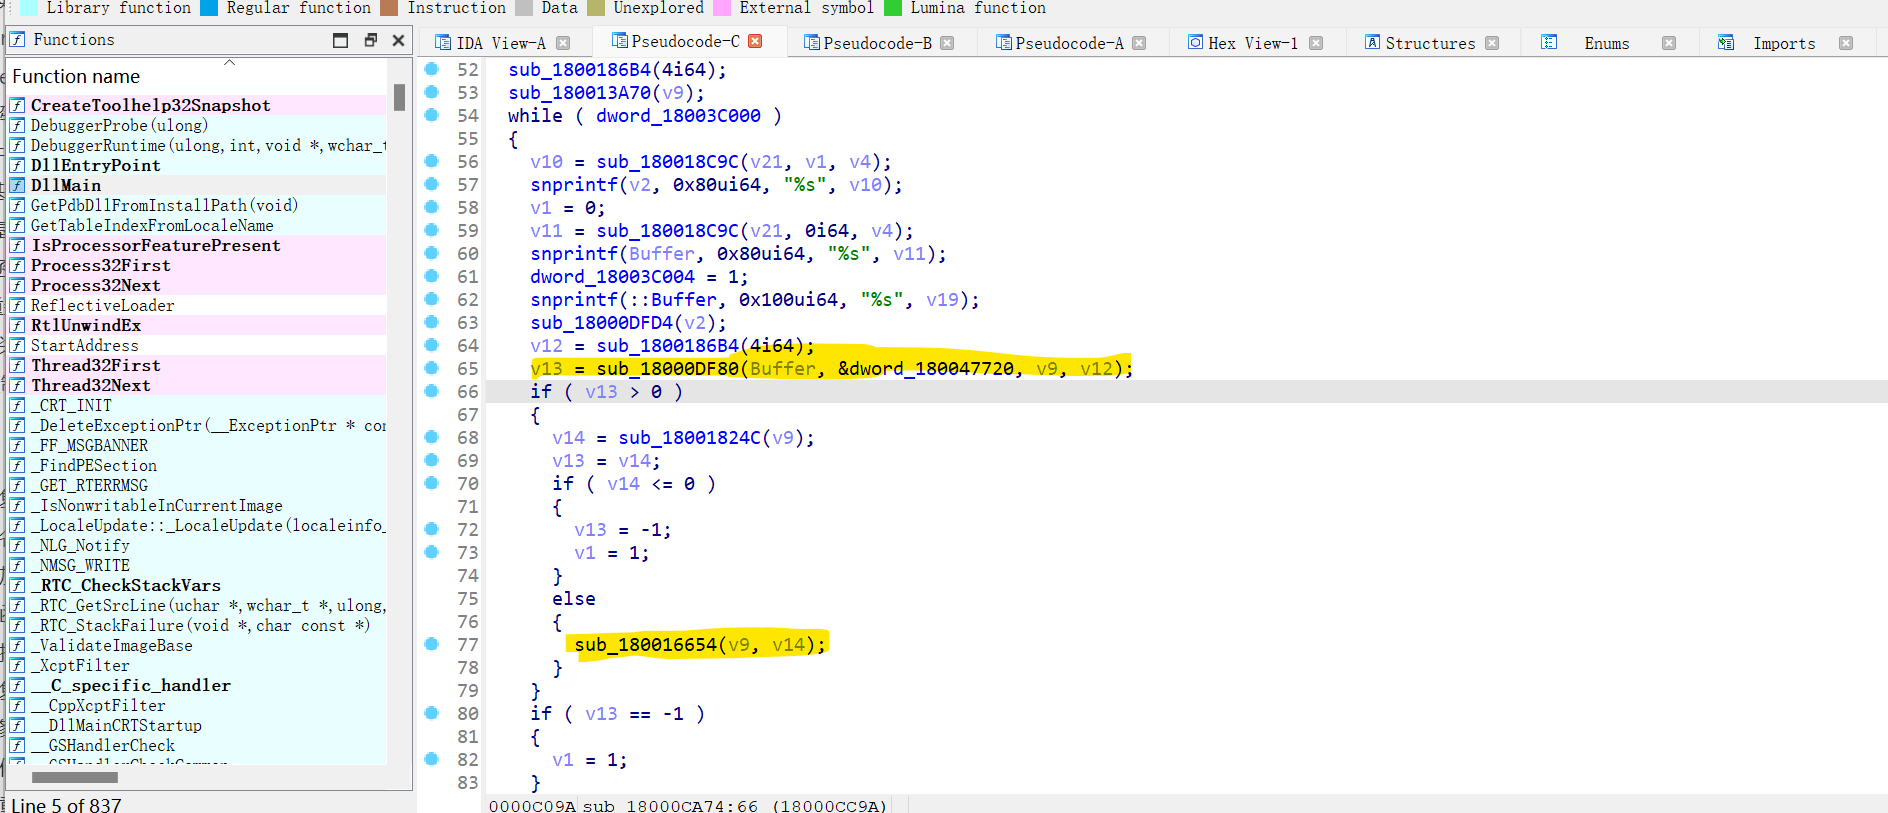 Library function Regular function Instruction Data Unexplored External symbol Lumina function
Functions
IDA View-A Pseudocode-C Pseudocode-B Pseudocode-A Hex View-1 Structures Enums Imports
Function name
CreateToolhelp32Snapshot
DebuggerProbe(ulong)
DebuggerRuntime(ulong,int,void *,wchar_t
DllEntryPoint
DllMain
GetPdbDllFromInstallPath(void)
GetTableIndexFromLocaleName
IsProcessorFeaturePresent
Process32First
Process32Next
ReflectiveLoader
RtlUnwindEx
StartAddress
Thread32First
Thread32Next
_CRT_INIT
_DeleteExceptionPtr(__ExceptionPtr * con
_FF_MSGBANNER
_FindPESection
_GET_RTERRMSG
_IsNonwritableInCurrentImage
_LocaleUpdate::_LocaleUpdate(localeinfo_
_NLG_Notify
_NMSG_WRITE
_RTC_CheckStackVars
_RTC_GetSrcLine(uchar *,wchar_t *,ulong,
_RTC_StackFailure(void *,char const *)
_ValidateImageBase
_XcptFilter
__C_specific_handler
__CppXcptFilter
__DllMainCRTStartup
__GSHandlerCheck
Line 5 of 837
52 sub_1800186B4(4i64);
53 sub_180013A70(v9);
54 while ( dword_18003C000 )
55 {
56 v10 = sub_180018C9C(v21, v1, v4);
57 snprintf(v2, 0x80ui64, "%s", v10);
58 v1 = 0;
59 v11 = sub_180018C9C(v21, 0i64, v4);
60 snprintf(Buffer, 0x80ui64, "%s", v11);
61 dword_18003C004 = 1;
62 snprintf(::Buffer, 0x100ui64, "%s", v19);
63 sub_18000DFD4(v2);
64 v12 = sub_1800186B4(4i64);
65 v13 = sub_18000DF80(Buffer, &dword_180047720, v9, v12);
66 if ( v13 > 0 )
67 {
68 v14 = sub_18001824C(v9);
69 v13 = v14;
70 if ( v14 <= 0 )
71 {
72 v13 = -1;
73 v1 = 1;
74 }
75 else
76 {
77 sub_180016654(v9, v14);
78 }
79 }
80 if ( v13 == -1 )
81 {
82 v1 = 1;
83 }
0000C09A sub_18000CA74:66 (18000CC9A)